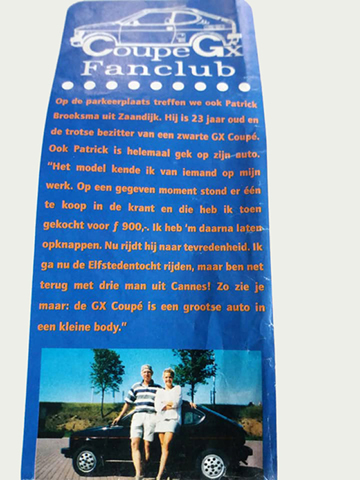 Coupe Gx
Fanclub
Op de parkeerplaats treffen we ook Patrick
Broeksma uit Zaandijk. Hij is 23 jaar oud en
de trotse bezitter van een zwarte GX Coupé.
Ook Patrick is helemaal gek op zijn auto.
"Het model kende ik van iemand op mijn
werk. Op een gegeven moment stond er één
te koop in de krant en die heb ik toen
gekocht voor ƒ 900,-. Ik heb 'm daarna laten
opknappen. Nu rijdt hij naar tevredenheid. Ik
ga nu de Elfstedentocht rijden, maar ben net
terug met drie man uit Cannes! Zo zie je
maar: de GX Coupé is een grootse auto in
een kleine body."